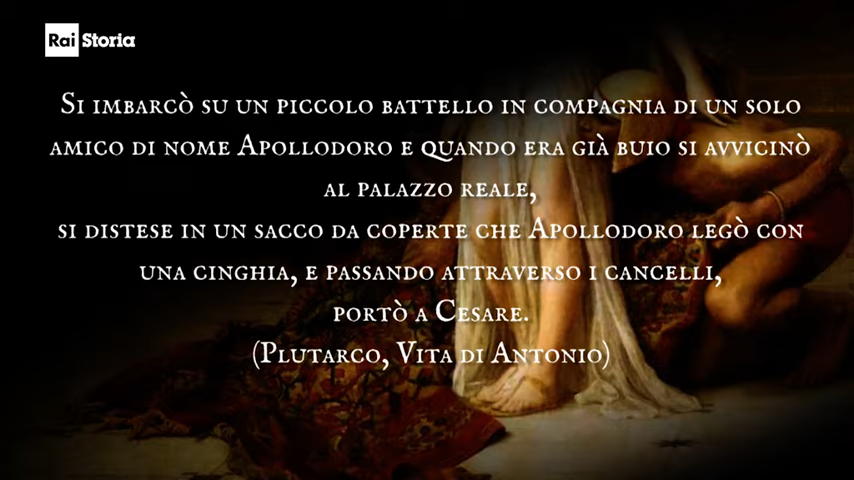 Rai Storia
Si imbarcò su un piccolo battello in compagnia di un solo
amico di nome Apollodoro e quando era già buio si avvicinò
al palazzo reale,
si distese in un sacco da coperte che Apollodoro legò con
una cinghia, e passando attraverso i cancelli,
portò a Cesare.
(Plutarco, Vita di Antonio)